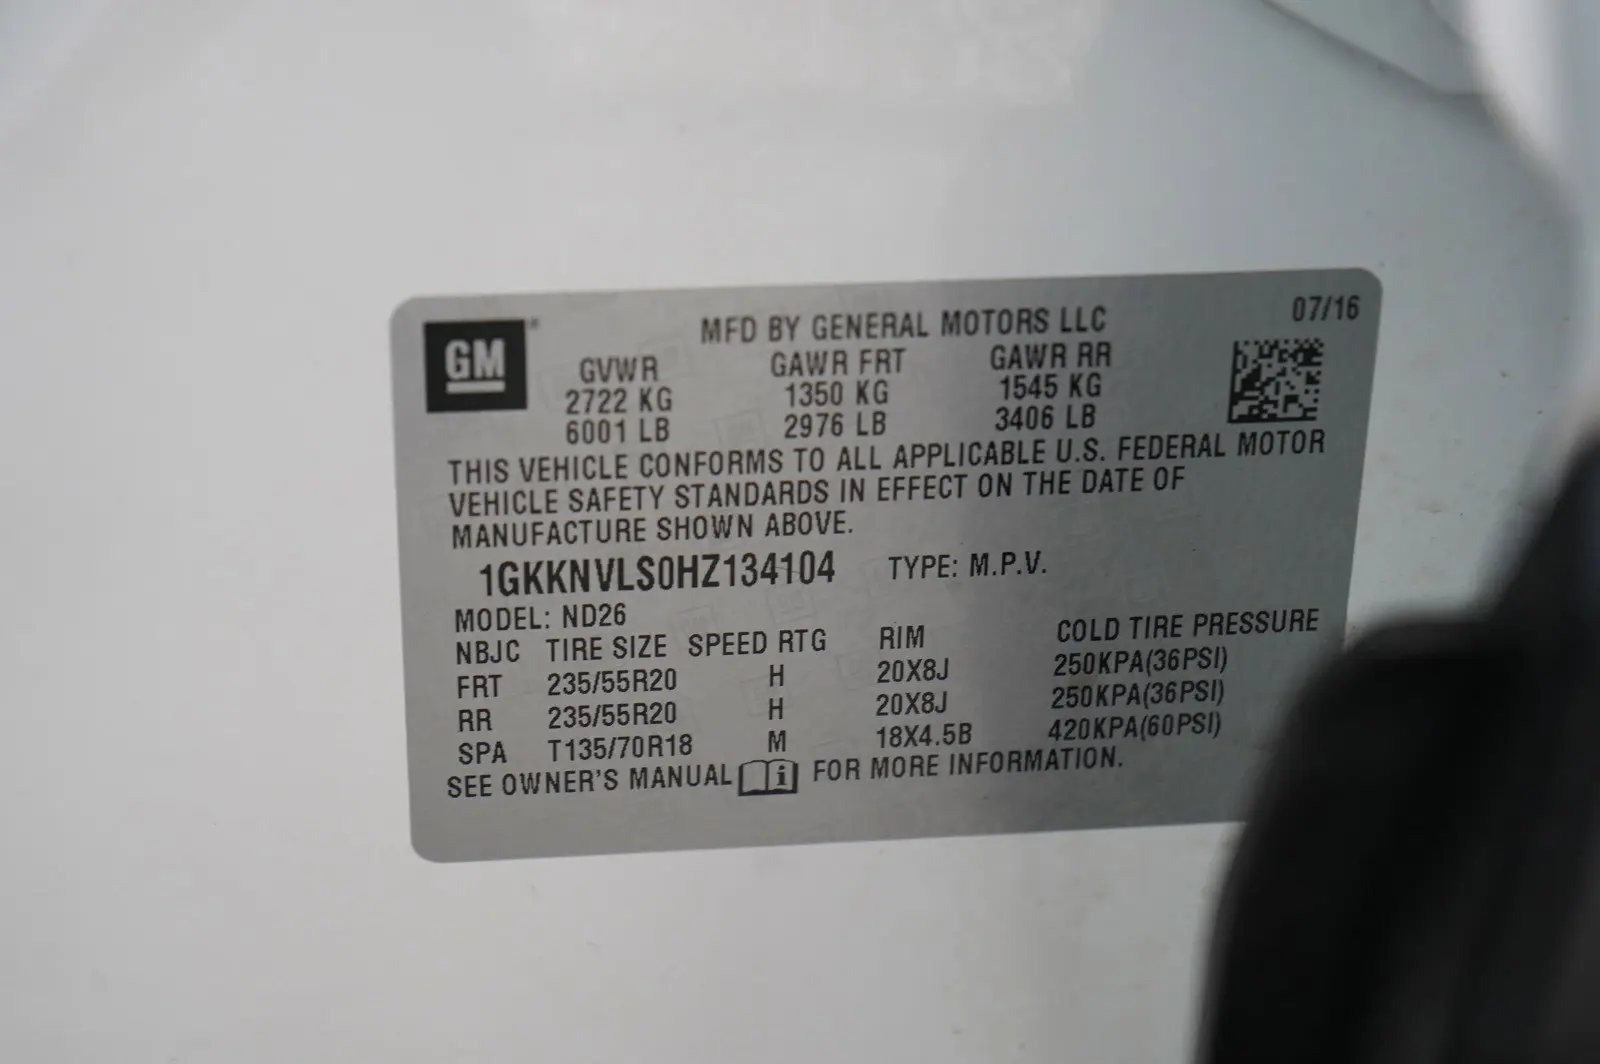 GM
MFD BY GENERAL MOTORS LLC 07/16
GVWR GAWR FRT GAWR RR
2722 KG 1350 KG 1545 KG
6001 LB 2976 LB 3406 LB
THIS VEHICLE CONFORMS TO ALL APPLICABLE U.S. FEDERAL MOTOR
VEHICLE SAFETY STANDARDS IN EFFECT ON THE DATE OF
MANUFACTURE SHOWN ABOVE.
1GKKNVLS0HZ134104 TYPE: M.P.V.
MODEL: ND26
NBJC TIRE SIZE SPEED RTG RIM COLD TIRE PRESSURE
FRT 235/55R20 H 20X8J 250KPA(36PSI)
RR 235/55R20 H 20X8J 250KPA(36PSI)
SPA T135/70R18 M 18X4.5B 420KPA(60PSI)
SEE OWNER'S MANUAL i FOR MORE INFORMATION.